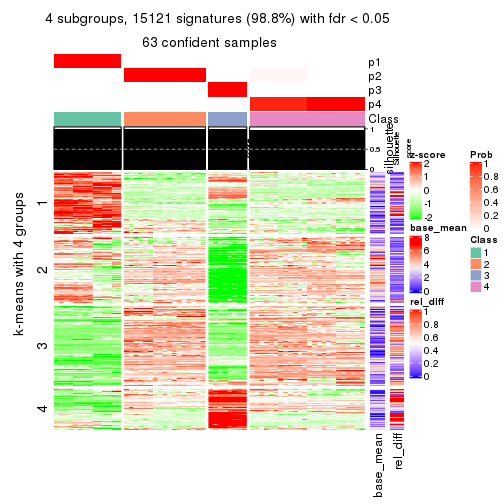 4 subgroups, 15121 signatures (98.8%) with fdr < 0.05
63 confident samples
p1
p2
p3
p4
Class
1
0.5
0
silhouette
Silhouette
score
k-means with 4 groups
1
2
3
4
base_mean
rel_diff
z-score
2
1
0
-1
-2
base_mean
8
6
4
2
0
rel_diff
1
0.8
0.6
0.4
0.2
0
Prob
1
0.8
0.6
0.4
0.2
0
Class
1
2
3
4